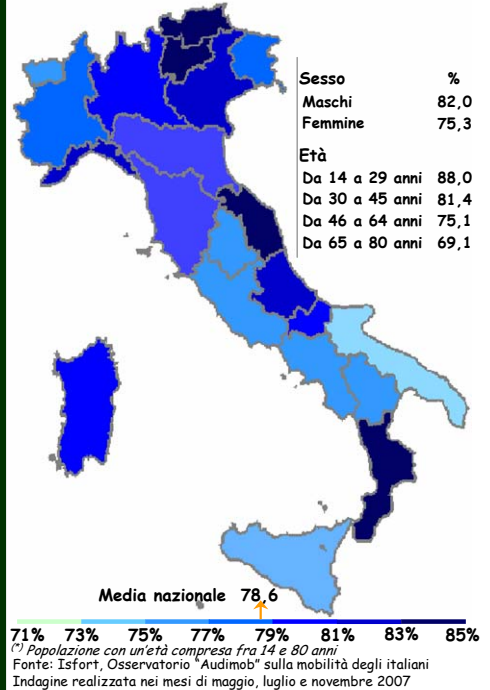 Sesso %
Maschi 82,0
Femmine 75,3
Età
Da 14 a 29 anni 88,0
Da 30 a 45 anni 81,4
Da 46 a 64 anni 75,1
Da 65 a 80 anni 69,1
Media nazionale 78,6
71% 73% 75% 77% 79% 81% 83% 85%
(*) Popolazione con un'età compresa fra 14 e 80 anni
Fonte: Isfort, Osservatorio “Audimob” sulla mobilità degli italiani
Indagine realizzata nei mesi di maggio, luglio e novembre 2007